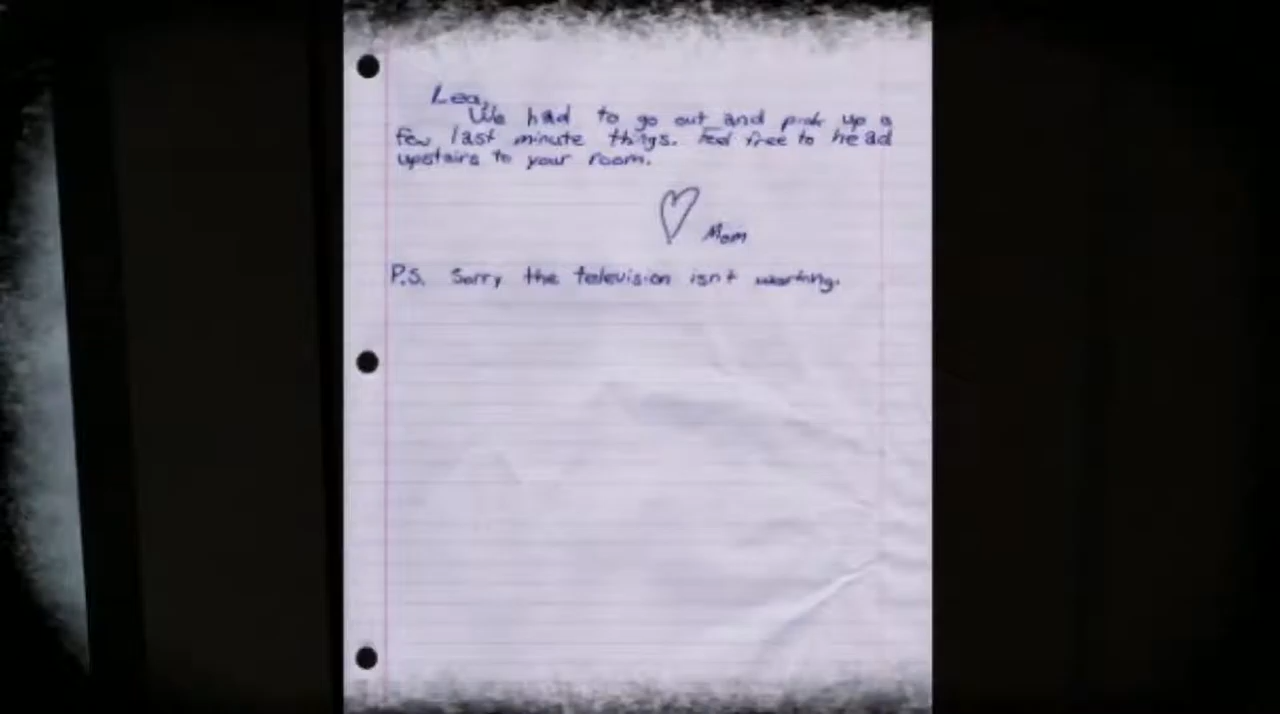 Lea,
We had to go out and pick up a
few last minute things. Feel free to head
upstairs to your room.
Mom
P.S. Sorry the television isn't working.